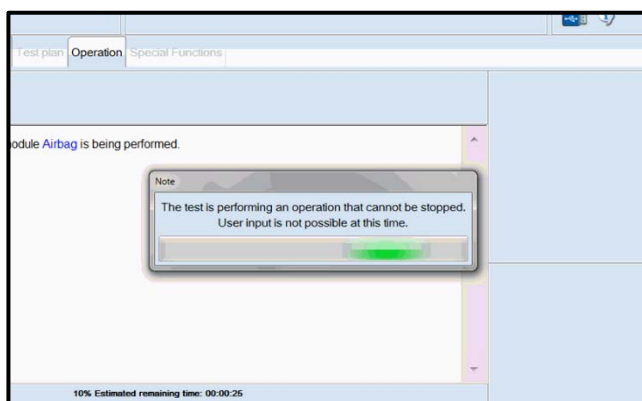 Test plan Operation Special Functions
odule Airbag is being performed.
Note
The test is performing an operation that cannot be stopped.
User input is not possible at this time.
10% Estimated remaining time: 00:00:25